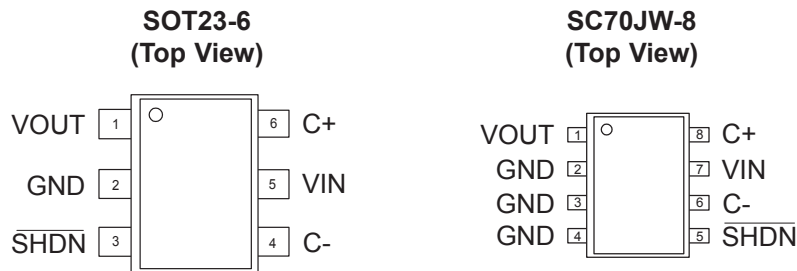 SOT23-6
(Top View)
VOUT 1 6 C+
GND 2 5 VIN
SHDN 3 4 C-
SC70JW-8
(Top View)
VOUT 1 8 C+
GND 2 7 VIN
GND 3 6 C-
GND 4 5 SHDN